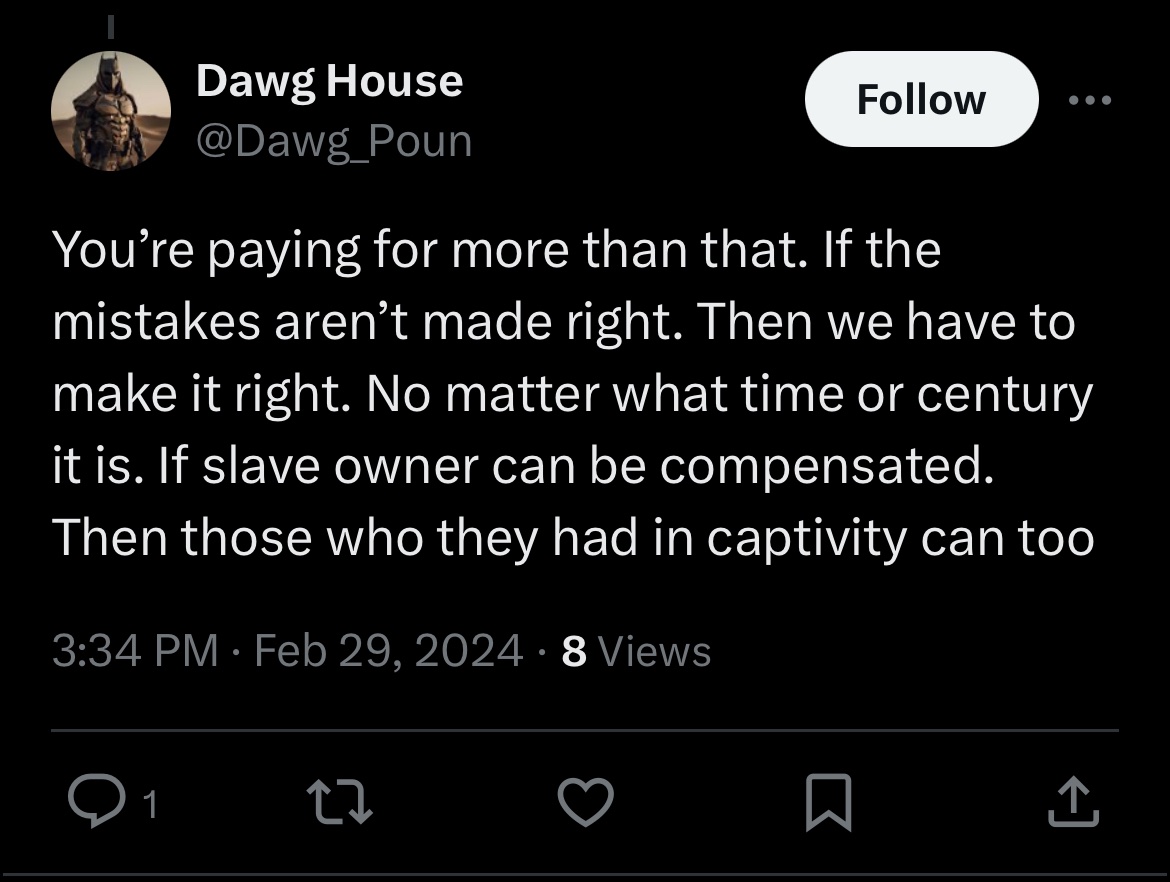 Dawg House
@Dawg_Poun
Follow
You’re paying for more than that. If the
mistakes aren’t made right. Then we have to
make it right. No matter what time or century
it is. If slave owner can be compensated.
Then those who they had in captivity can too
3:34 PM · Feb 29, 2024 · 8 Views
1